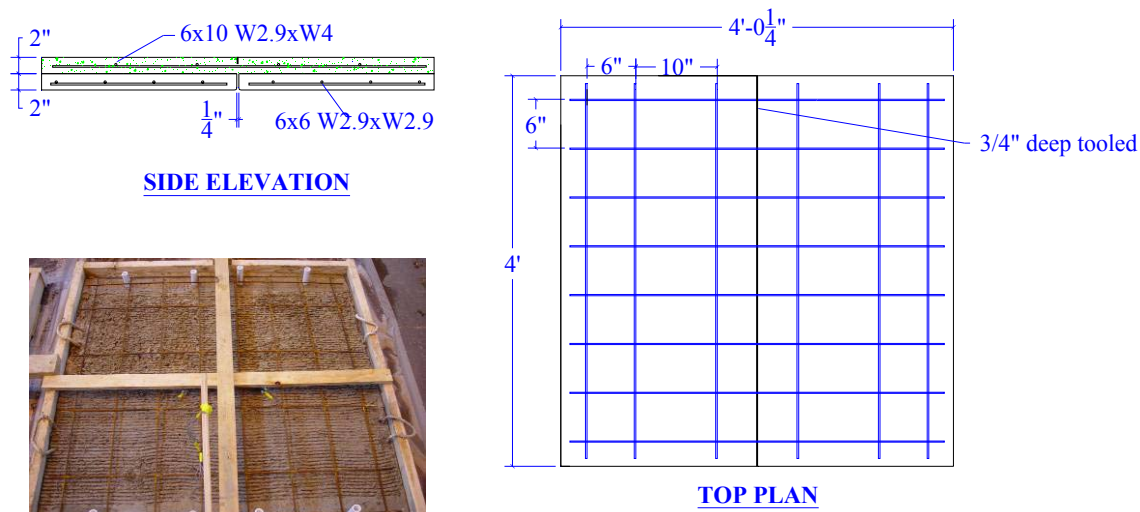 2"
6x10 W2.9xW4
2"
1/4"
6x6 W2.9xW2.9
SIDE ELEVATION
4'-0 1/4"
6"
10"
6"
3/4" deep tooled
4'
TOP PLAN